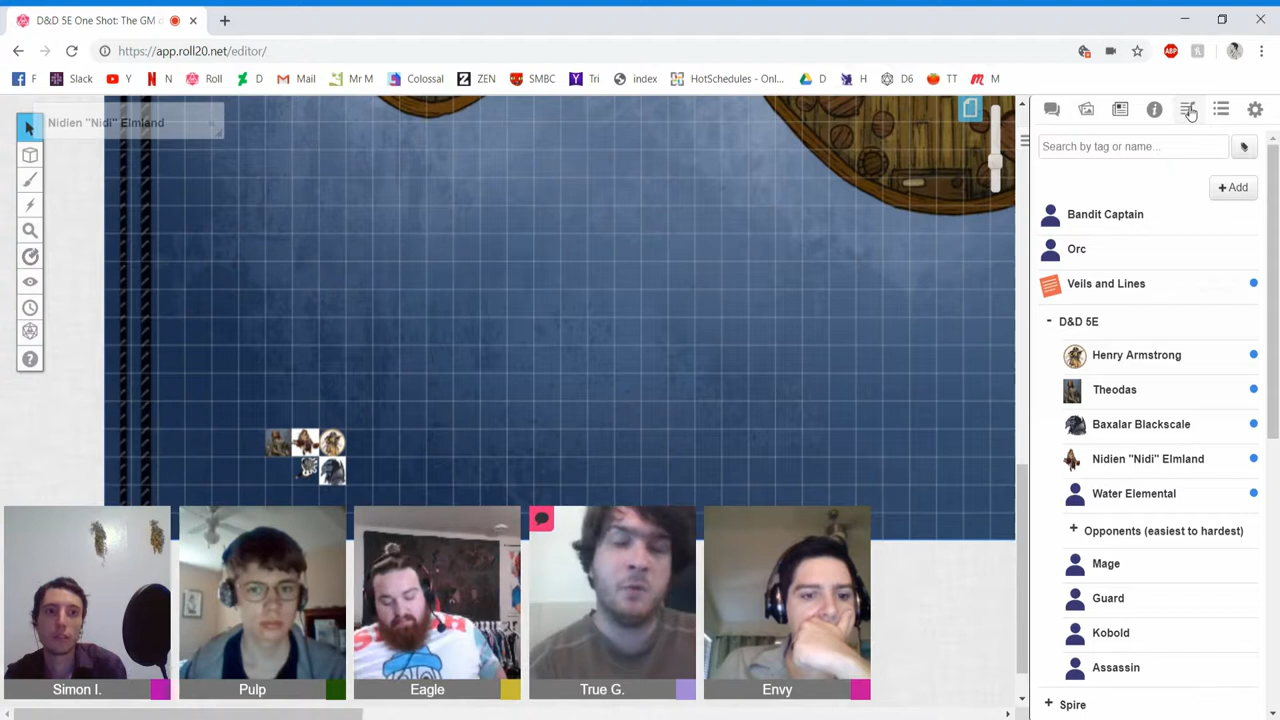 D&D 5E One Shot: The GM
https://app.roll20.net/editor/
F
Slack
Y
N
Roll
D
Mail
Mr M
Colossal
ZEN
SMBC
Tri
index
HotSchedules - Onl...
D
H
D6
TT
M
Nidien "Nidi" Elmland
Search by tag or name...
+ Add
Bandit Captain
Orc
Veils and Lines
- D&D 5E
Henry Armstrong
Theodas
Baxalar Blackscale
Nidien "Nidi" Elmland
Water Elemental
+ Opponents (easiest to hardest)
Mage
Guard
Kobold
Assassin
+ Spire
Simon I.
Pulp
Eagle
True G.
Envy